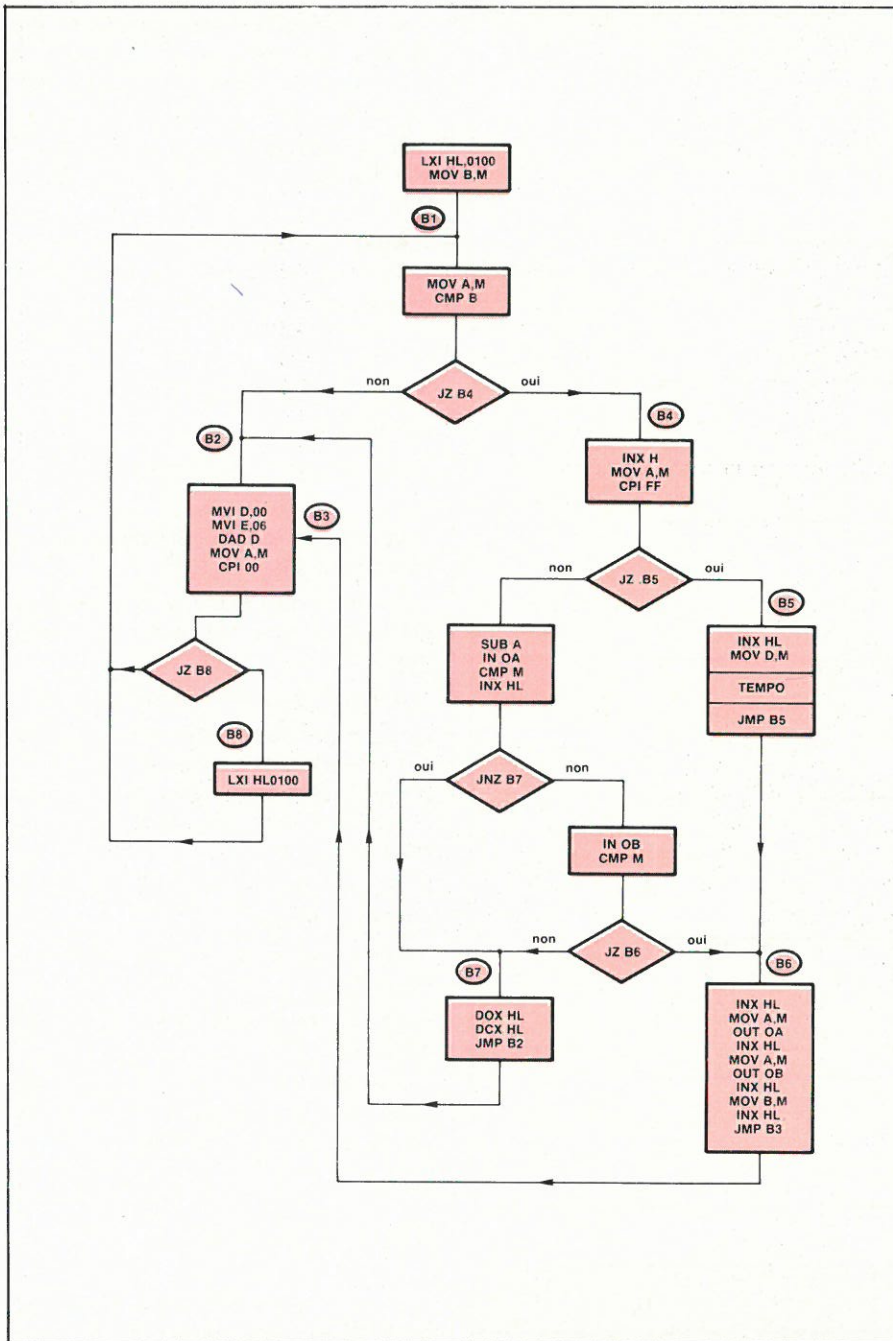 LXI HL,0100
MOV B,M
B1
MOV A,M
CMP B
non
JZ B4
oui
B4
B2
INX H
MOV A,M
CPI FF
MVI D,00
MVI E,06
DAD D
MOV A,M
CPI 00
B3
non
JZ .B5
oui
B5
SUB A
IN OA
CMP M
INX HL
INX HL
MOV D,M
TEMPO
JMP B5
JZ B8
B8
LXI HL0100
oui
JNZ B7
non
IN OB
CMP M
non
JZ B6
oui
B7
B6
DOX HL
DCX HL
JMP B2
INX HL
MOV A,M
OUT OA
INX HL
MOV A,M
OUT OB
INX HL
MOV B,M
INX HL
JMP B3